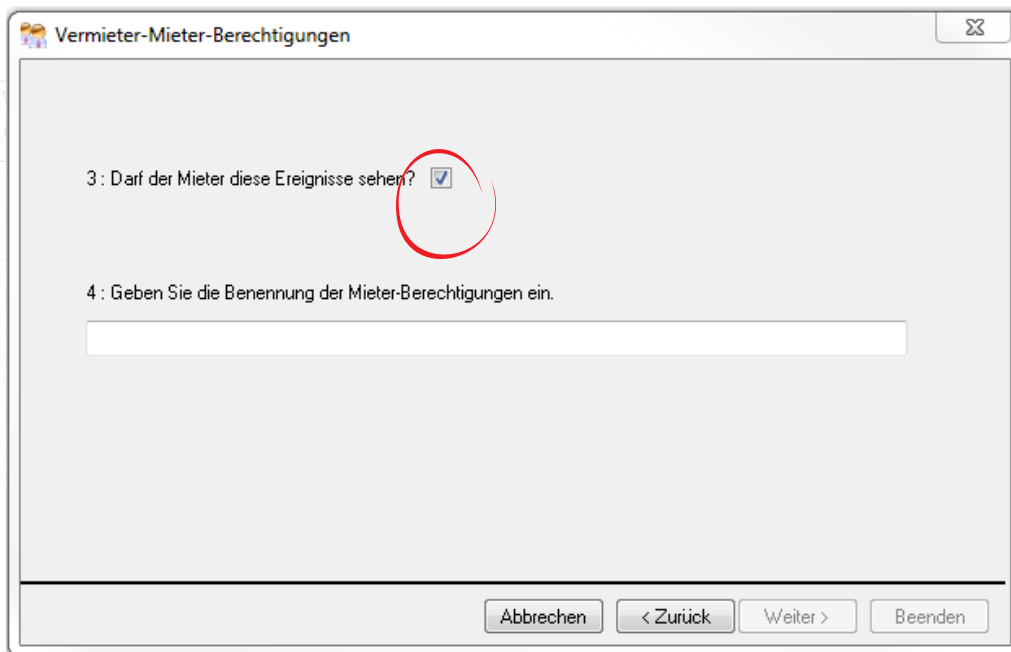 Vermieter-Mieter-Berechtigungen
3 : Darf der Mieter diese Ereignisse sehen?
4 : Geben Sie die Benennung der Mieter-Berechtigungen ein.
Abbrechen < Zurück Weiter > Beenden